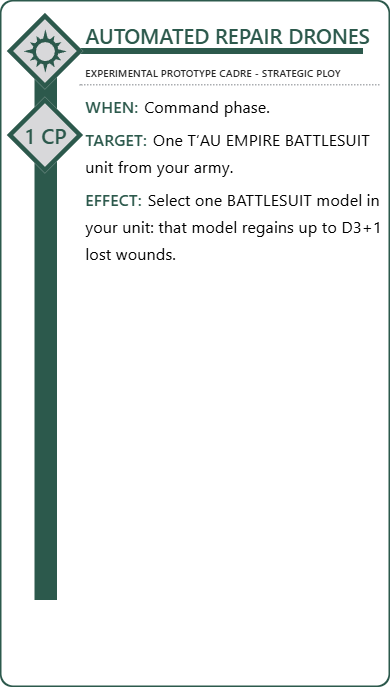 AUTOMATED REPAIR DRONES
EXPERIMENTAL PROTOTYPE CADRE - STRATEGIC PLOY
1 CP
WHEN: Command phase.
TARGET: One T’AU EMPIRE BATTLESUIT
unit from your army.
EFFECT: Select one BATTLESUIT model in
your unit: that model regains up to D3+1
lost wounds.